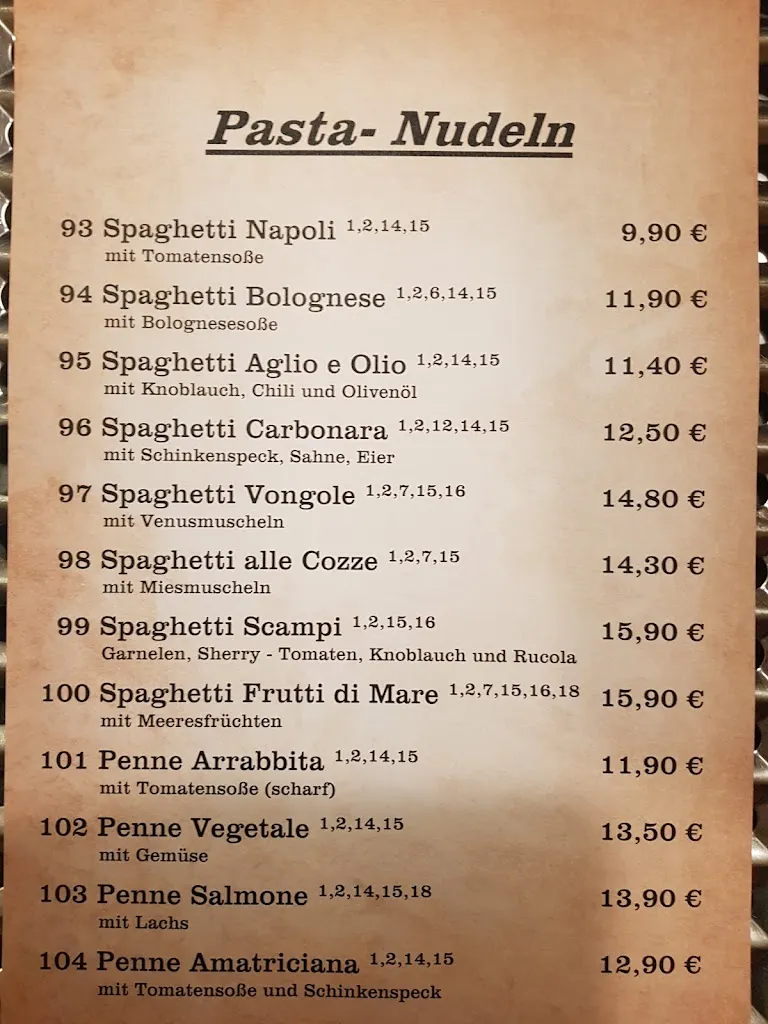 Pasta- Nudeln
93 Spaghetti Napoli 1,2,14,15 9,90 €
mit Tomatensoße
94 Spaghetti Bolognese 1,2,6,14,15 11,90 €
mit Bolognesesoße
95 Spaghetti Aglio e Olio 1,2,14,15 11,40 €
mit Knoblauch, Chili und Olivenöl
96 Spaghetti Carbonara 1,2,12,14,15 12,50 €
mit Schinkenspeck, Sahne, Eier
97 Spaghetti Vongole 1,2,7,15,16 14,80 €
mit Venusmuscheln
98 Spaghetti alle Cozze 1,2,7,15 14,30 €
mit Miesmuscheln
99 Spaghetti Scampi 1,2,15,16 15,90 €
Garnelen, Sherry - Tomaten, Knoblauch und Rucola
100 Spaghetti Frutti di Mare 1,2,7,15,16,18 15,90 €
mit Meeresfrüchten
101 Penne Arrabbita 1,2,14,15 11,90 €
mit Tomatensoße (scharf)
102 Penne Vegetale 1,2,14,15 13,50 €
mit Gemüse
103 Penne Salmone 1,2,14,15,18 13,90 €
mit Lachs
104 Penne Amatriciana 1,2,14,15 12,90 €
mit Tomatensoße und Schinkenspeck